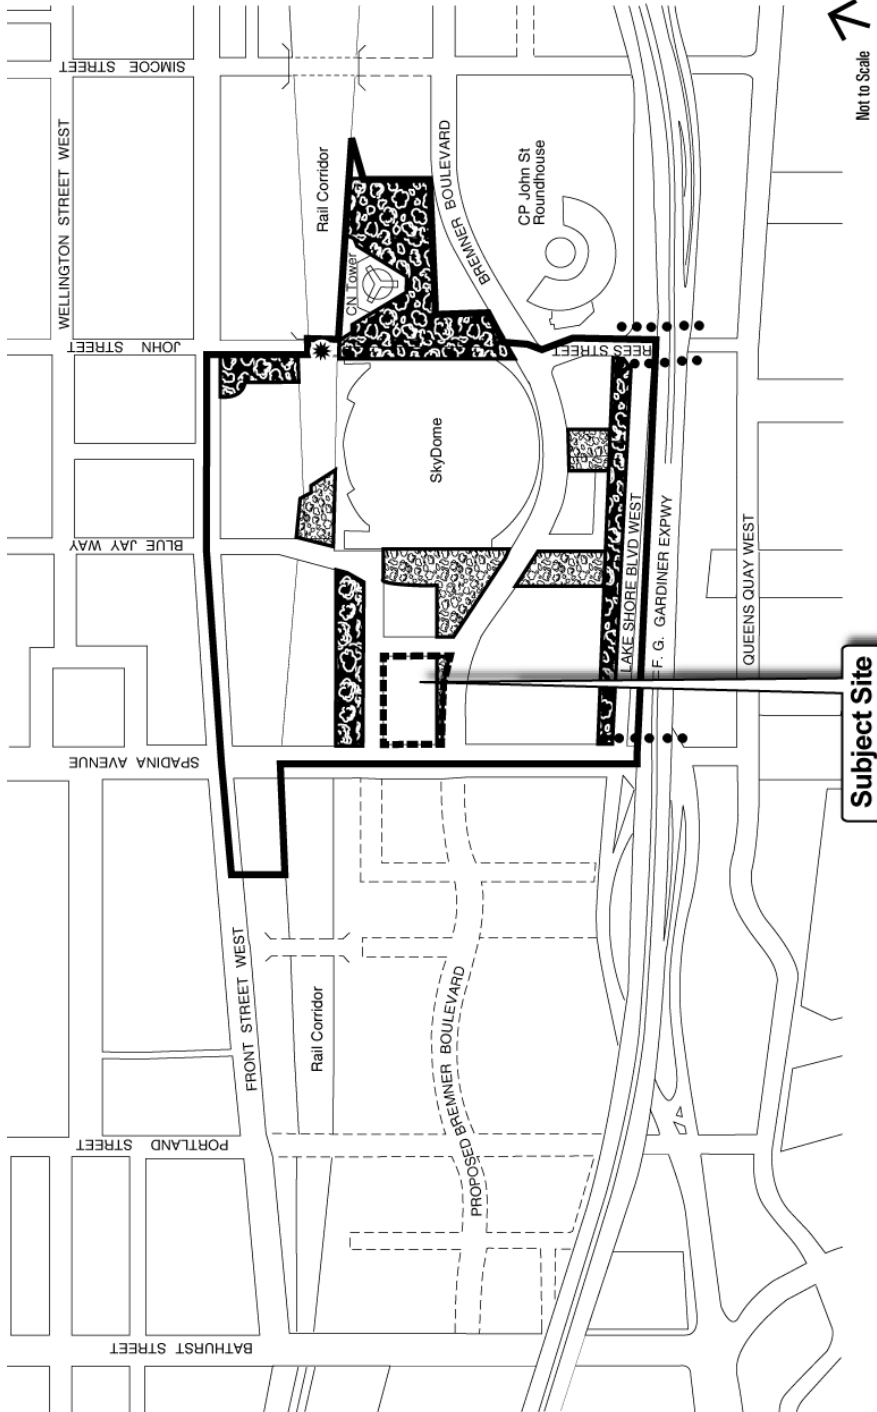 SIMCOE STREET
WELLINGTON STREET WEST
Rail Corridor
BREMNER BOULEVARD
CP John St
Roundhouse
Not to Scale
CN Tower
JOHN STREET
REES STREET
SkyDome
BLUE JAY WAY
LAKE SHORE BLVD WEST
F. G. GARDINER EXPWY
QUEENS QUAY WEST
SPADINA AVENUE
Subject Site
FRONT STREET WEST
Rail Corridor
PROPOSED BREMNER BOULEVARD
PORTLAND STREET
BATHURST STREET